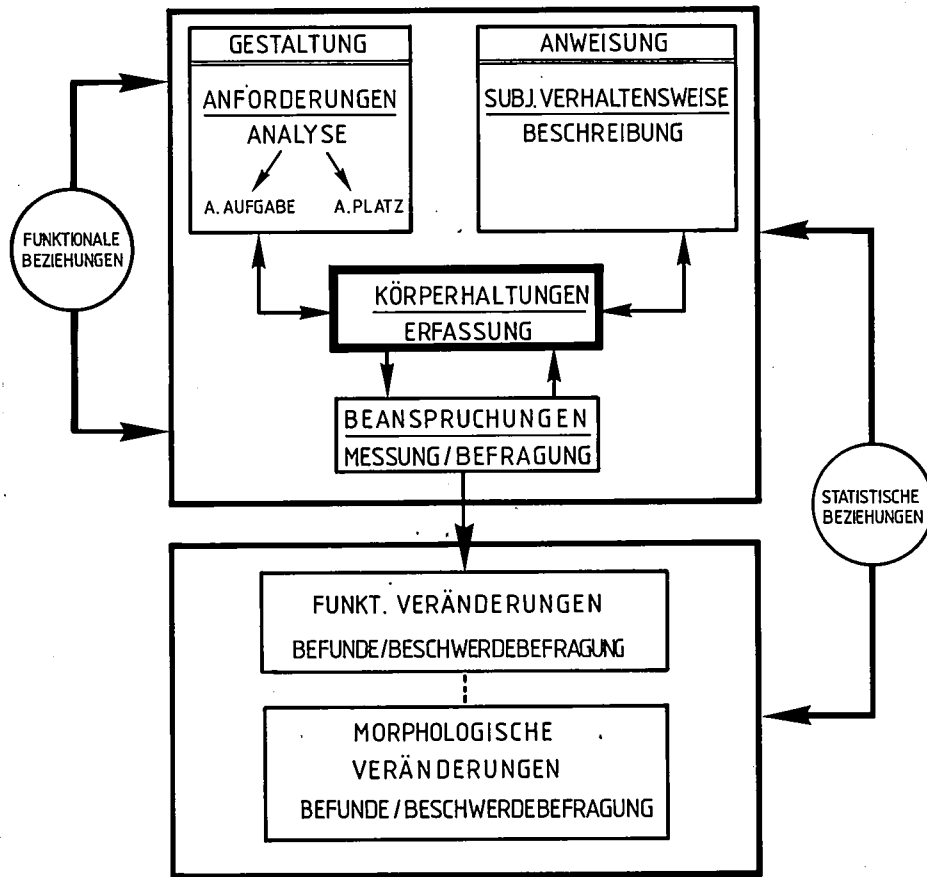 GESTALTUNG
ANFORDERUNGEN
ANALYSE
A. AUFGABE A. PLATZ
ANWEISUNG
SUBJ. VERHALTENSWEISE
BESCHREIBUNG
FUNKTIONALE
BEZIEHUNGEN
KÖRPERHALTUNGEN
ERFASSUNG
BEANSPRUCHUNGEN
MESSUNG/BEFRAGUNG
STATISTISCHE
BEZIEHUNGEN
FUNKT. VERÄNDERUNGEN
BEFUNDE/BESCHWERDEBEFRAGUNG
MORPHOLOGISCHE
VERÄNDERUNGEN
BEFUNDE/BESCHWERDEBEFRAGUNG